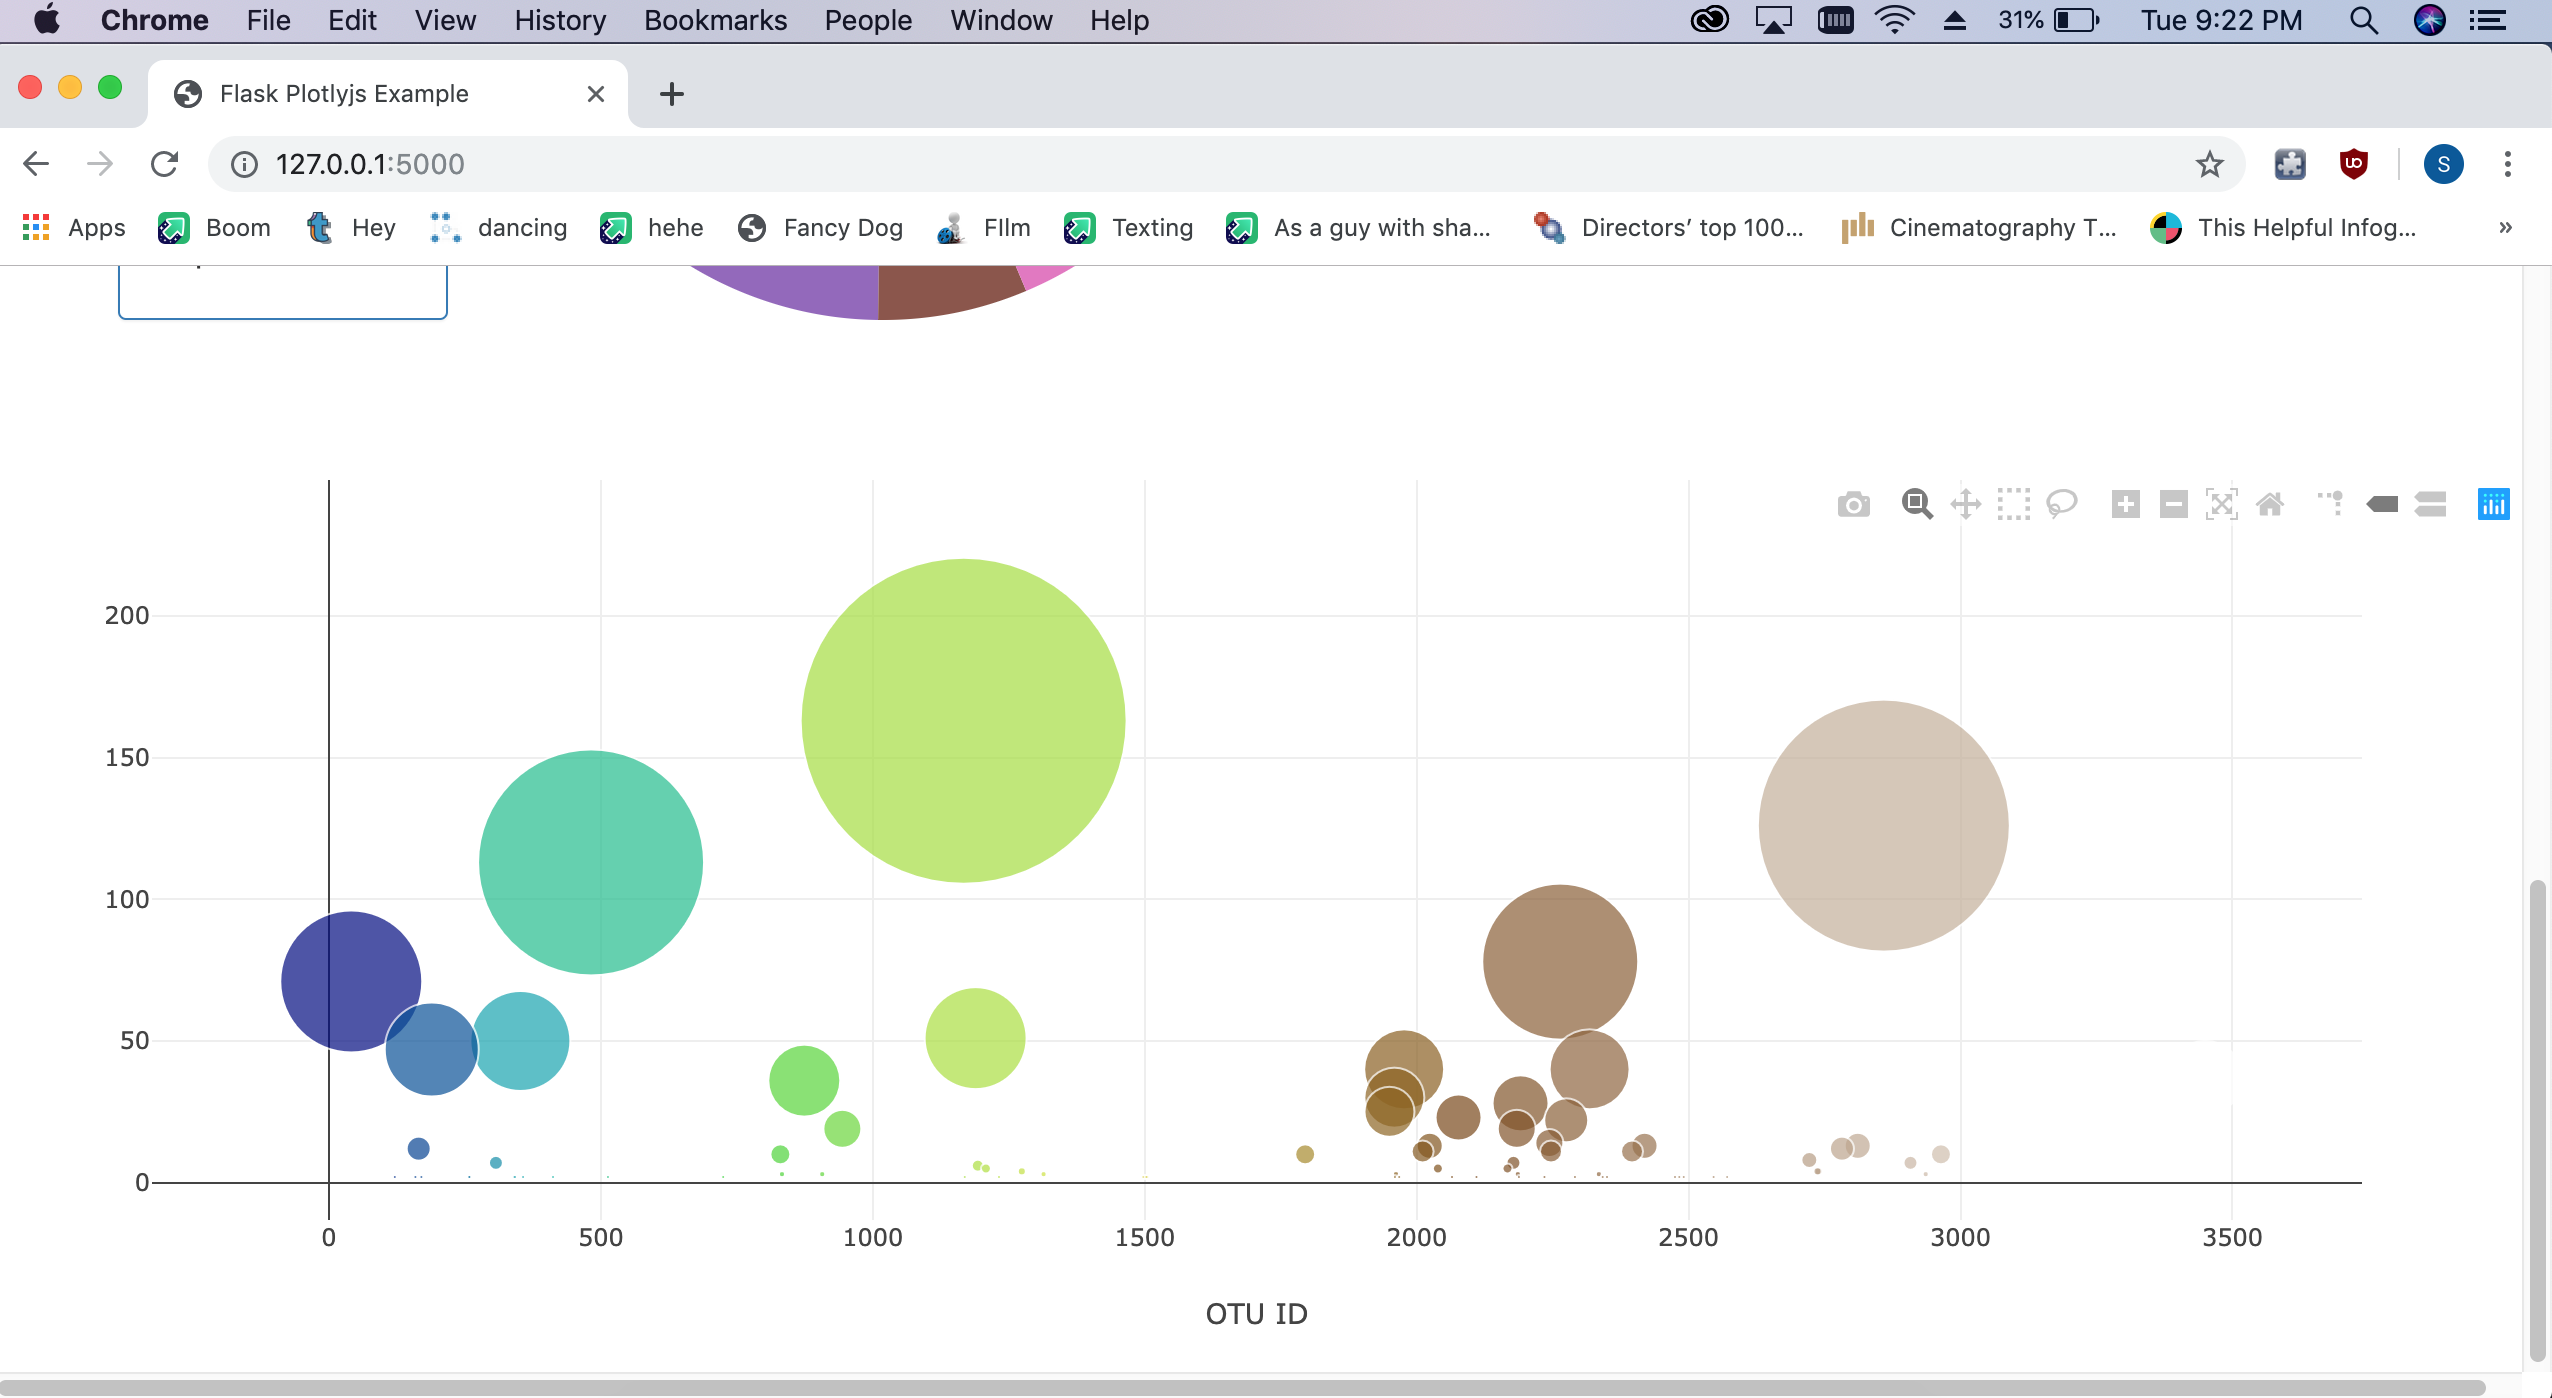 Chrome File Edit View History Bookmarks People Window Help 31% Tue 9:22 PM
Flask Plotlyjs Example
127.0.0.1:5000 S
Apps Boom Hey dancing hehe Fancy Dog FIlm Texting As a guy with sha... Directors' top 100... Cinematography T... This Helpful Infog... »
200
150
100
50
0
0 500 1000 1500 2000 2500 3000 3500
OTU ID